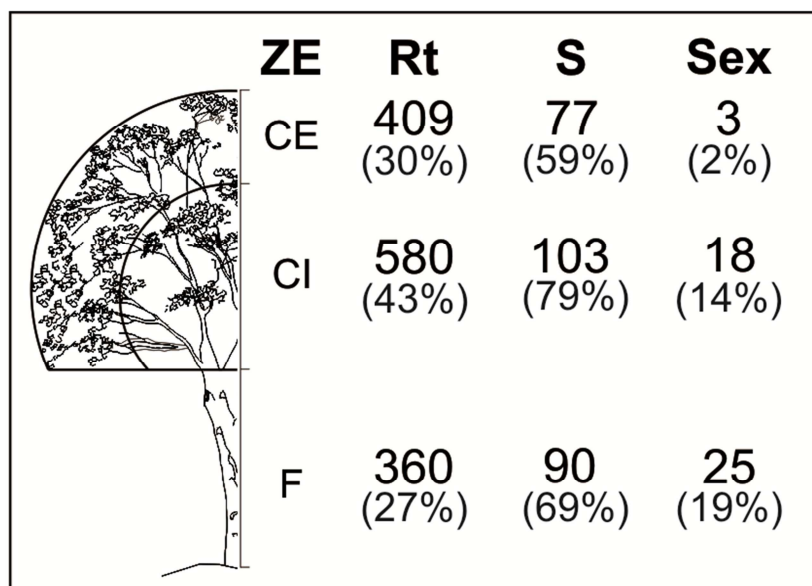 ZE Rt S Sex
CE 409 77 3
(30%) (59%) (2%)
CI 580 103 18
(43%) (79%) (14%)
F 360 90 25
(27%) (69%) (19%)